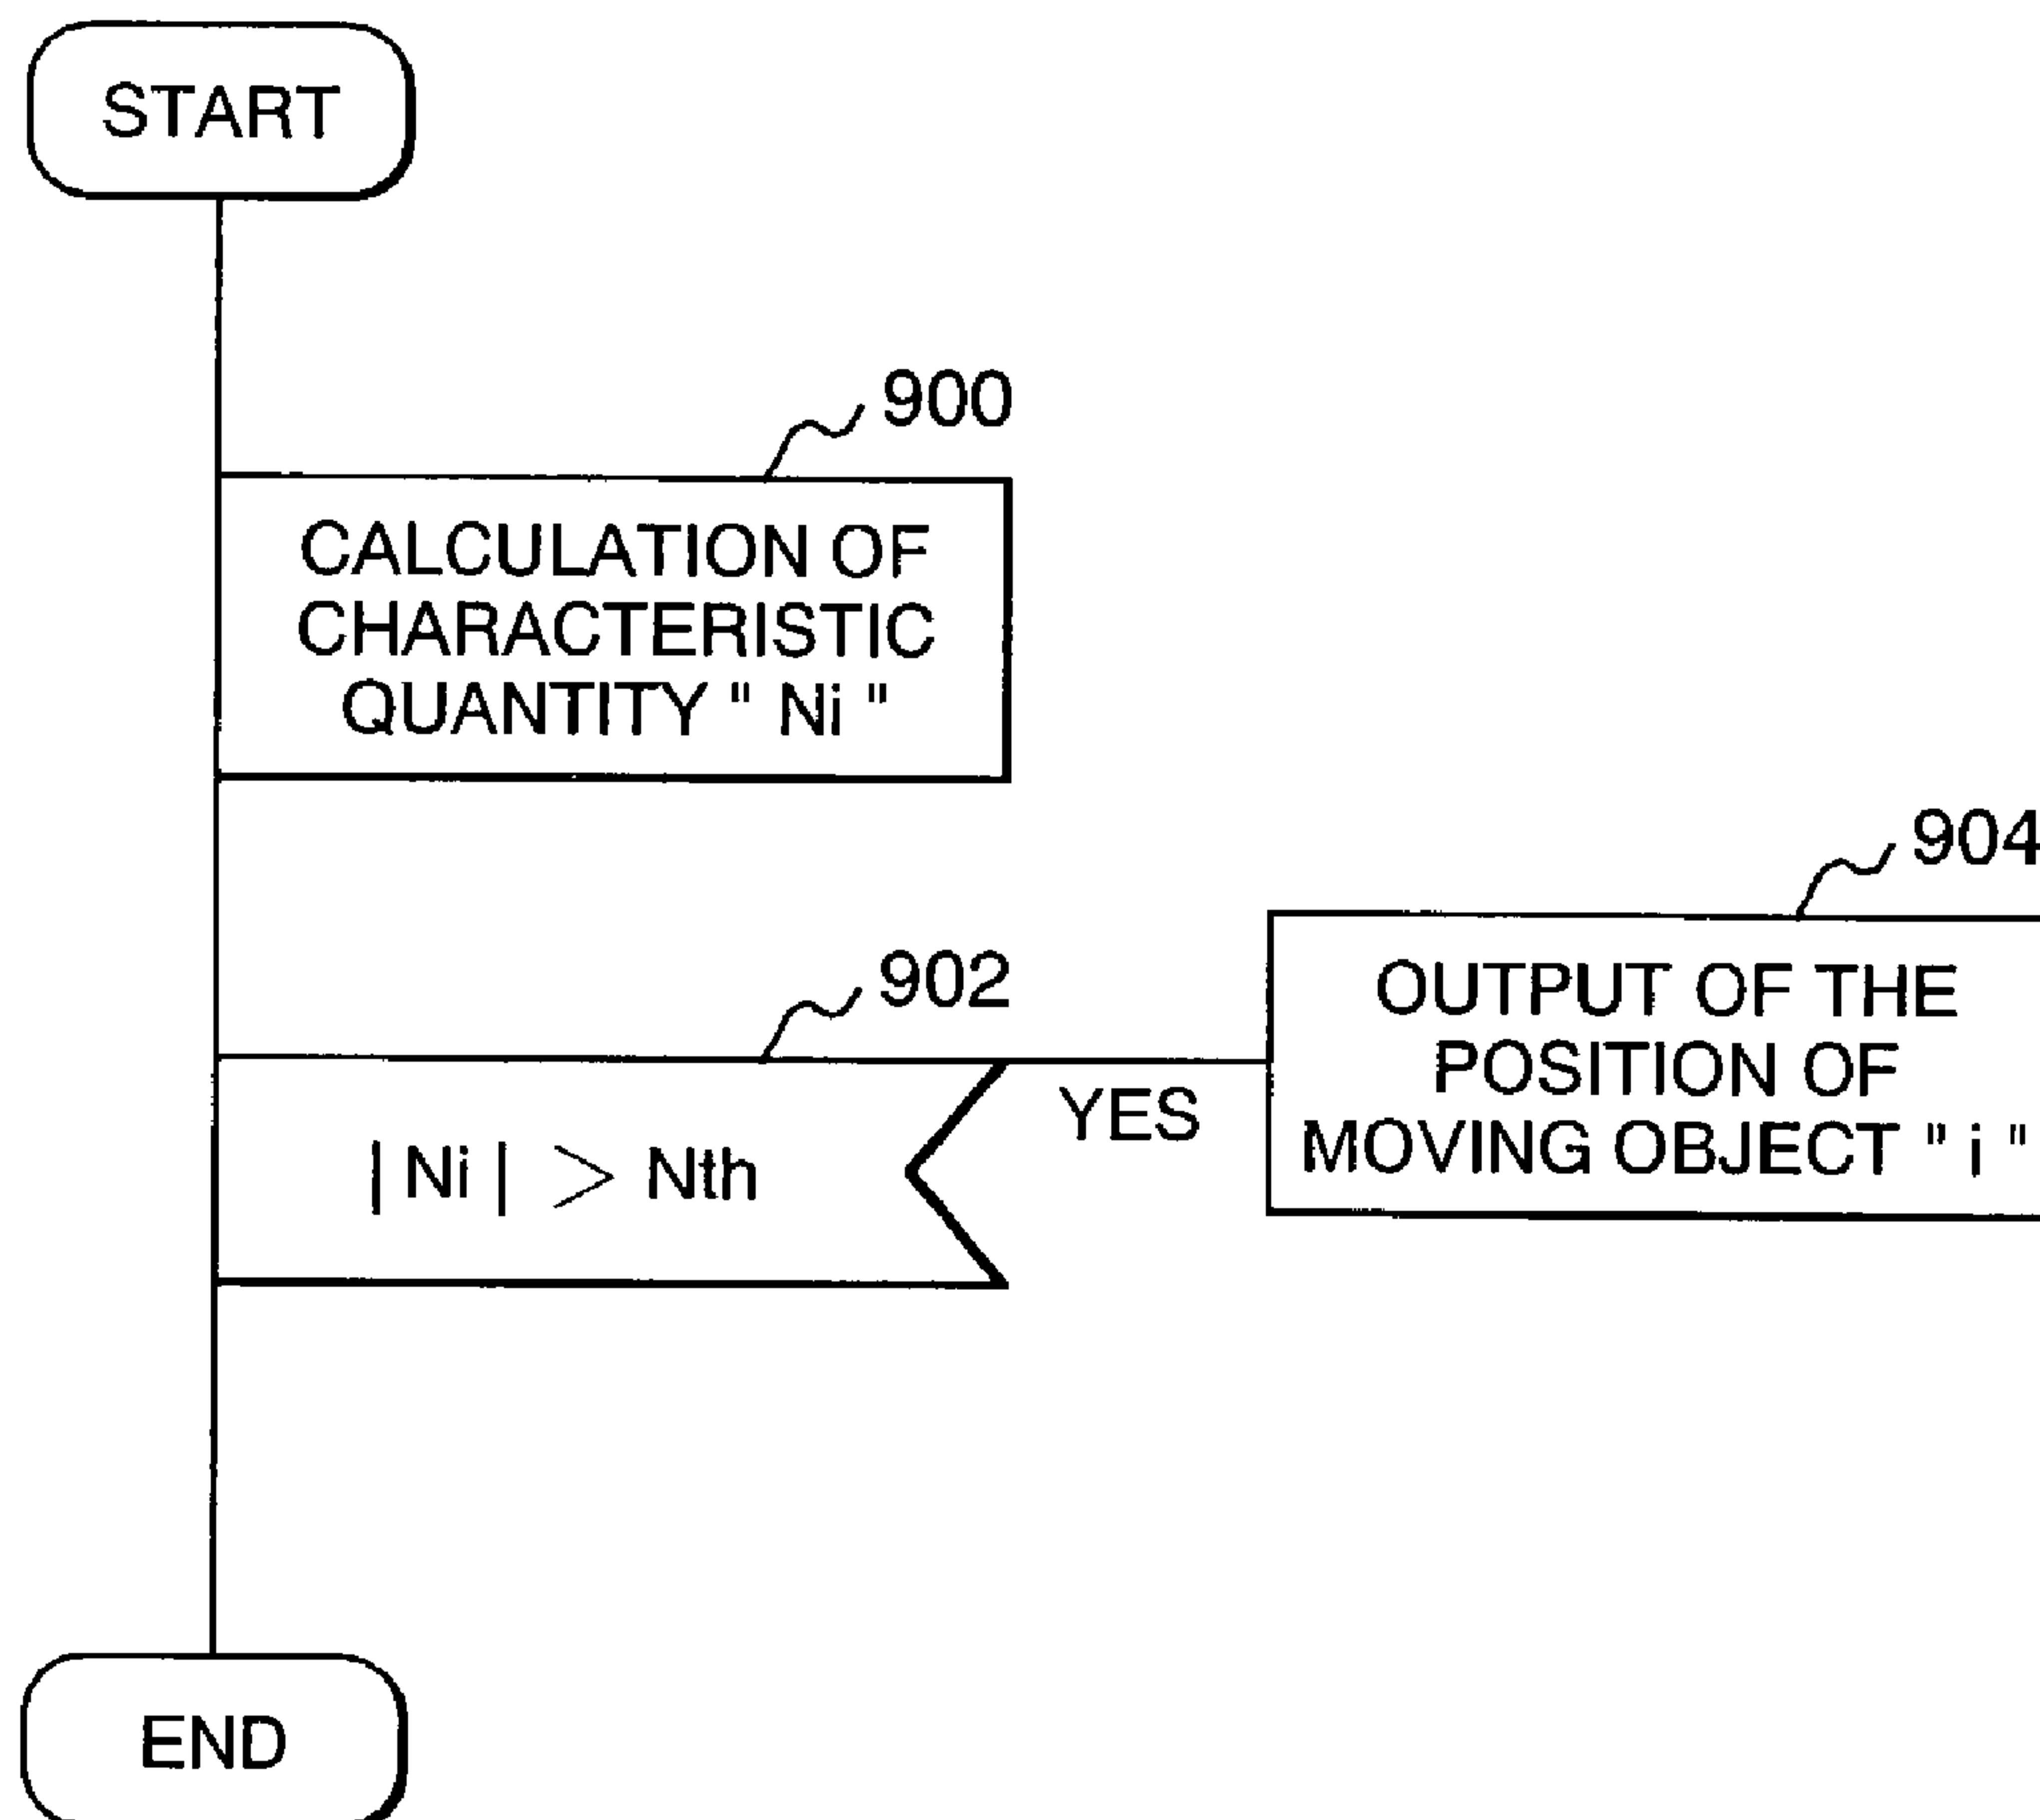 START
900
CALCULATION OF
CHARACTERISTIC
QUANTITY " Ni "
904
902
OUTPUT OF THE
POSITION OF
MOVING OBJECT " i "
YES
| Ni | > Nth
END